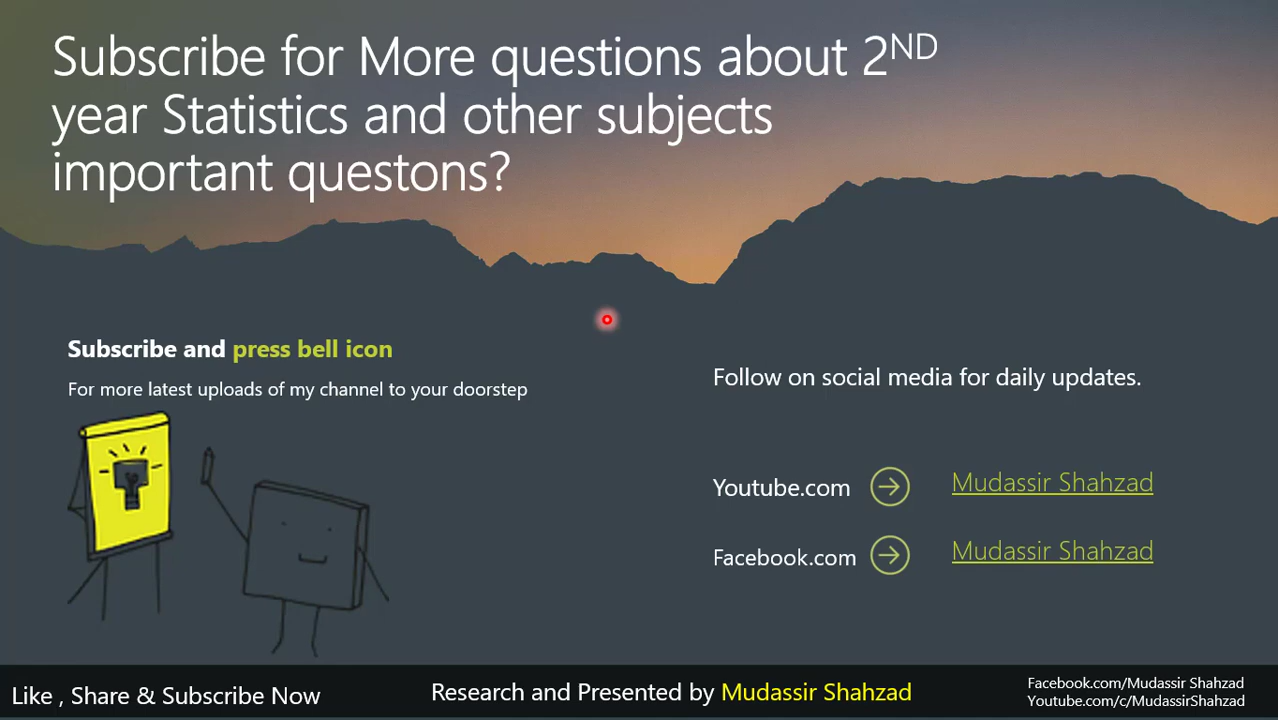 Subscribe for More questions about 2ND
year Statistics and other subjects
important questons?
Subscribe and press bell icon
For more latest uploads of my channel to your doorstep
Follow on social media for daily updates.
Youtube.com Mudassir Shahzad
Facebook.com Mudassir Shahzad
Like , Share & Subscribe Now
Research and Presented by Mudassir Shahzad
Facebook.com/Mudassir Shahzad
Youtube.com/c/MudassirShahzad